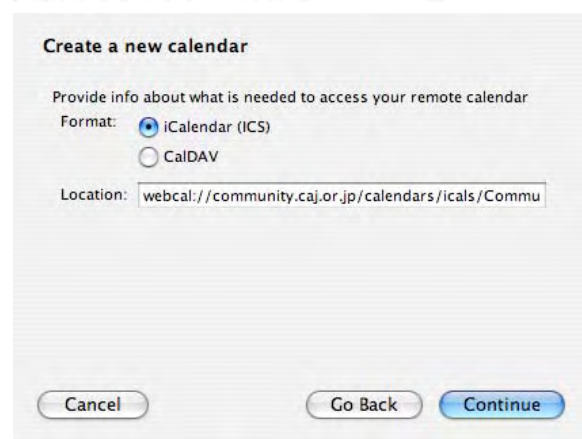 Create a new calendar
Provide info about what is needed to access your remote calendar
Format: iCalendar (ICS)
CalDAV
Location: webcal://community.caj.or.jp/calendars/icals/Commu
Cancel Go Back Continue